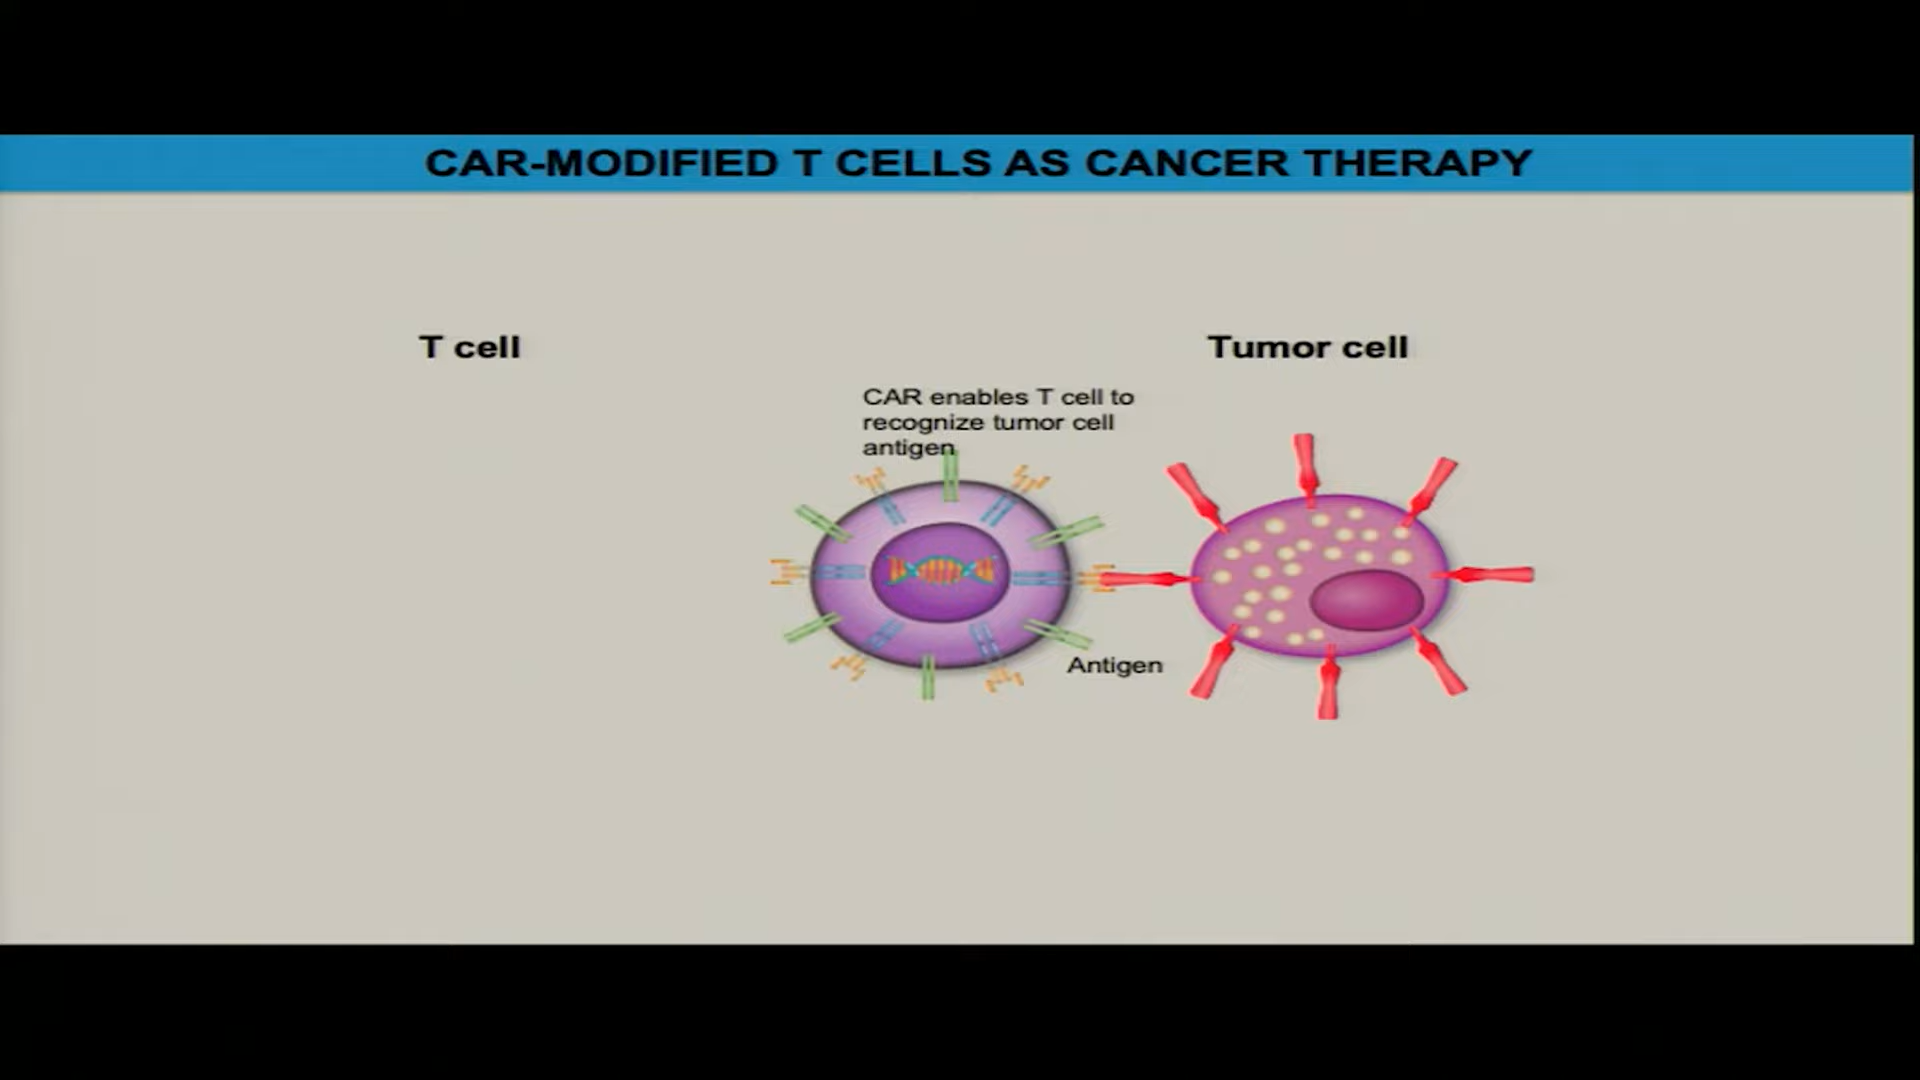 CAR-MODIFIED T CELLS AS CANCER THERAPY
T cell
Tumor cell
CAR enables T cell to
recognize tumor cell
antigen
Antigen